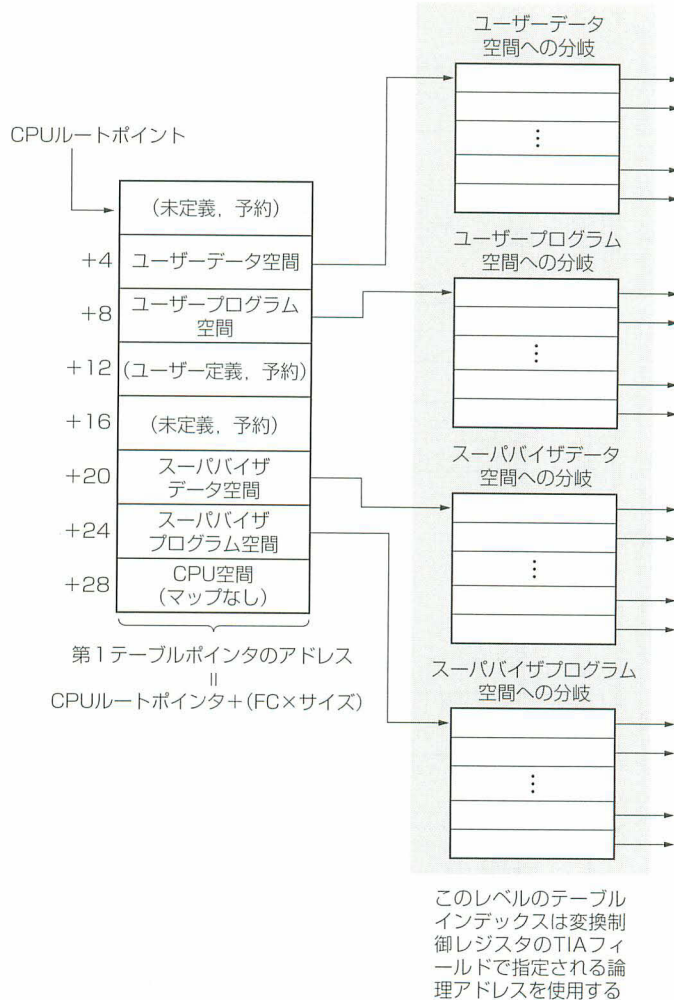 ユーザーデータ
空間への分岐
CPUルートポイント
(未定義，予約)
+4
ユーザーデータ空間
+8
ユーザープログラム
空間
+12
(ユーザー定義，予約)
+16
(未定義，予約)
+20
スーパバイザ
データ空間
+24
スーパバイザ
プログラム空間
+28
CPU空間
(マップなし)
第1テーブルポインタのアドレス
=
CPUルートポインタ+(FC×サイズ)
ユーザープログラム
空間への分岐
スーパバイザデータ
空間への分岐
スーパバイザプログラム
空間への分岐
このレベルのテーブル
インデックスは変換制
御レジスタのTIAフィ
ールドで指定される論
理アドレスを使用する